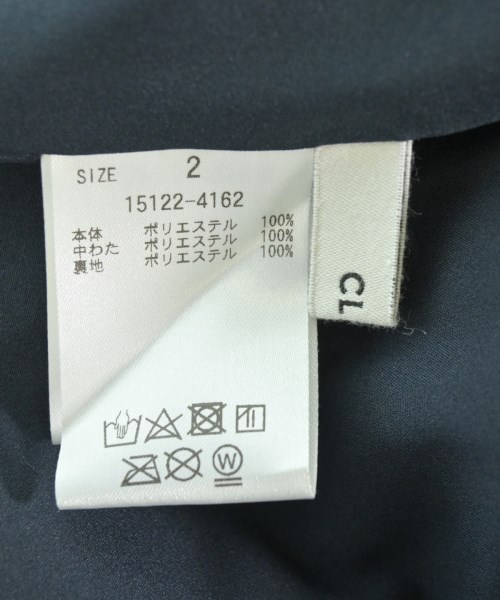 SIZE 2
15122-4162
本体 ポリエステル 100%
中わた ポリエステル 100%
裏地 ポリエステル 100%
CL
W